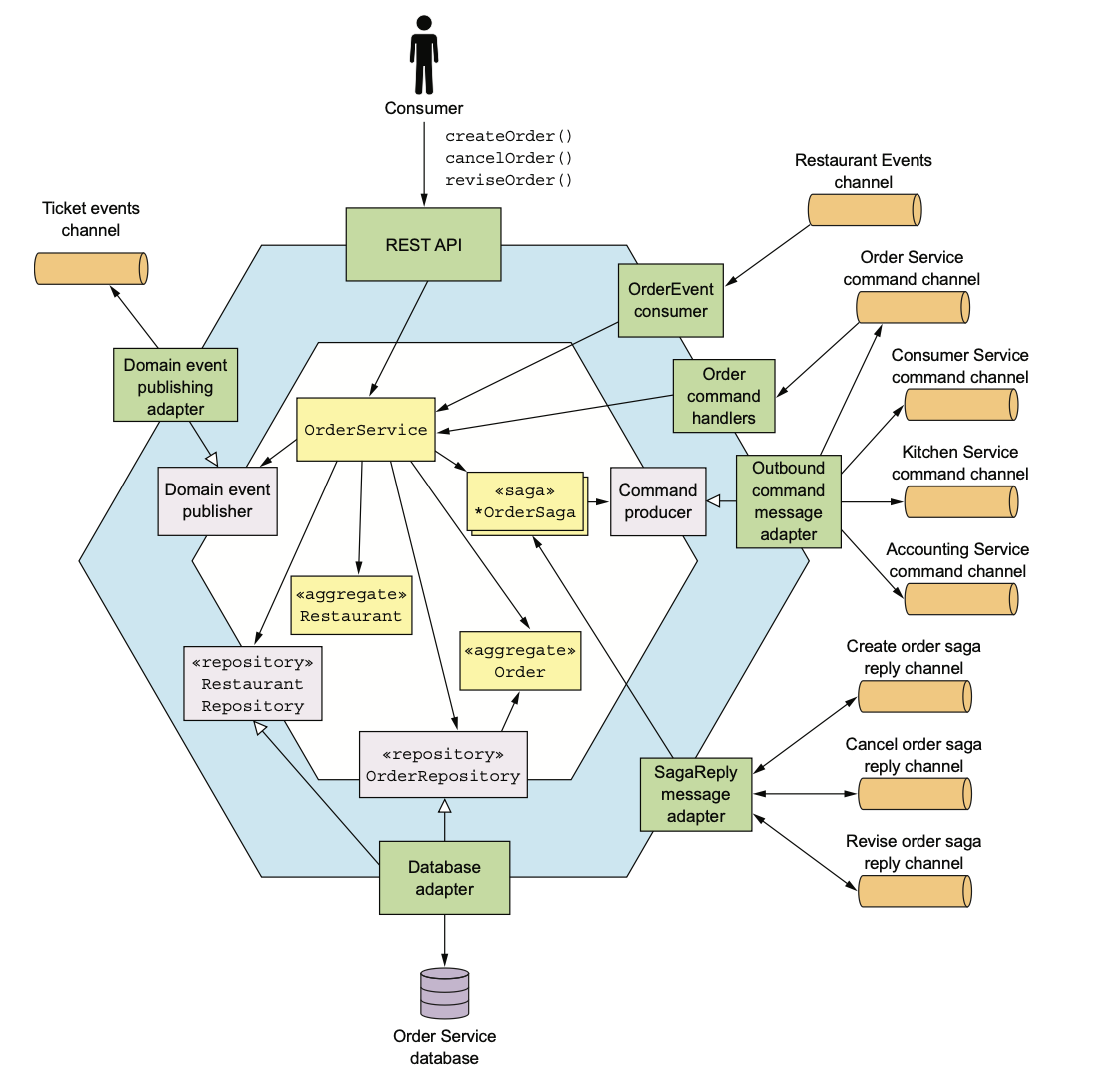 Consumer
createOrder()
cancelOrder()
reviseOrder()
Restaurant Events
channel
Ticket events
channel
REST API
Order Service
command channel
OrderEvent
consumer
Domain event
publishing
adapter
Order
command
handlers
Consumer Service
command channel
OrderService
Kitchen Service
command channel
Domain event
publisher
«saga»
*OrderSaga
Command
producer
Outbound
command
message
adapter
Accounting Service
command channel
«aggregate»
Restaurant
«aggregate»
Order
«repository»
Restaurant
Repository
Create order saga
reply channel
«repository»
OrderRepository
SagaReply
message
adapter
Cancel order saga
reply channel
Revise order saga
reply channel
Database
adapter
Order Service
database